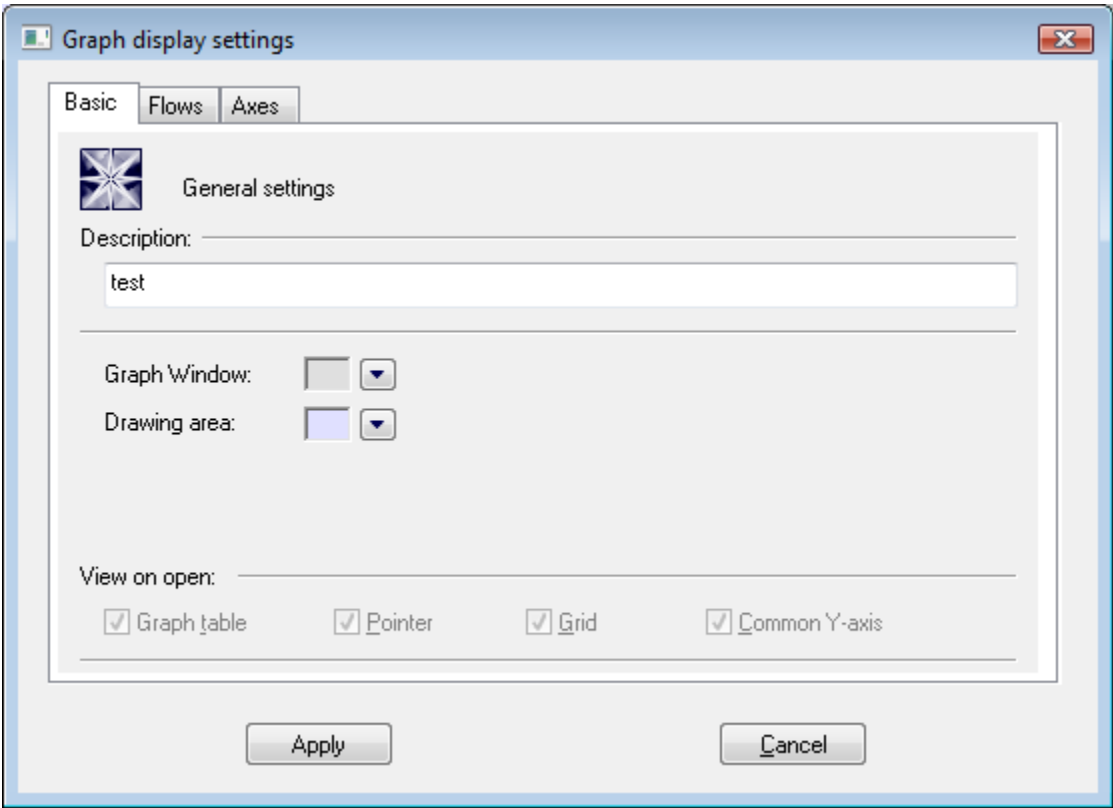 Graph display settings
Basic Flows Axes
General settings
Description:
test
Graph Window:
Drawing area:
View on open:
Graph table Pointer Grid Common Y-axis
Apply Cancel